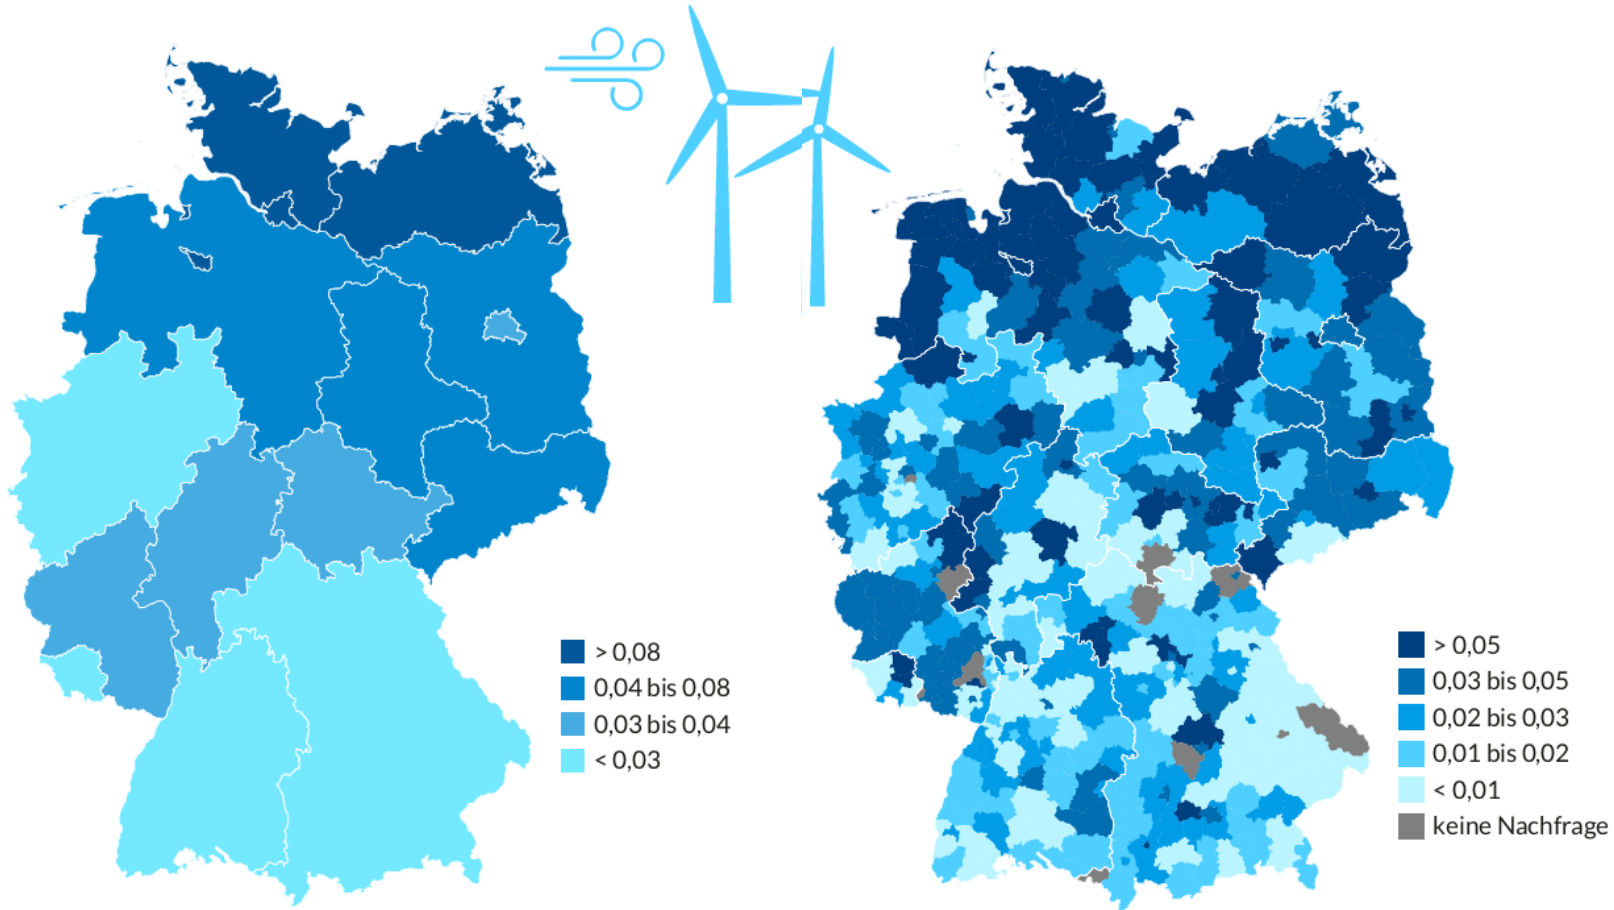 > 0,08
0,04 bis 0,08
0,03 bis 0,04
< 0,03
> 0,05
0,03 bis 0,05
0,02 bis 0,03
0,01 bis 0,02
< 0,01
keine Nachfrage